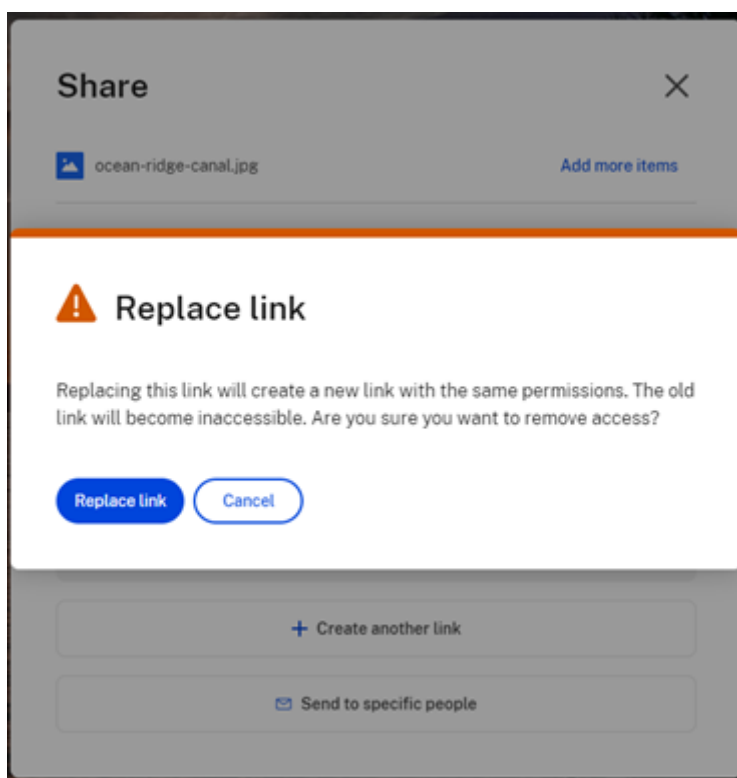 Share
ocean-ridge-canal.jpg
Add more items
Replace link
Replacing this link will create a new link with the same permissions. The old
link will become inaccessible. Are you sure you want to remove access?
Replace link
Cancel
Create another link
Send to specific people